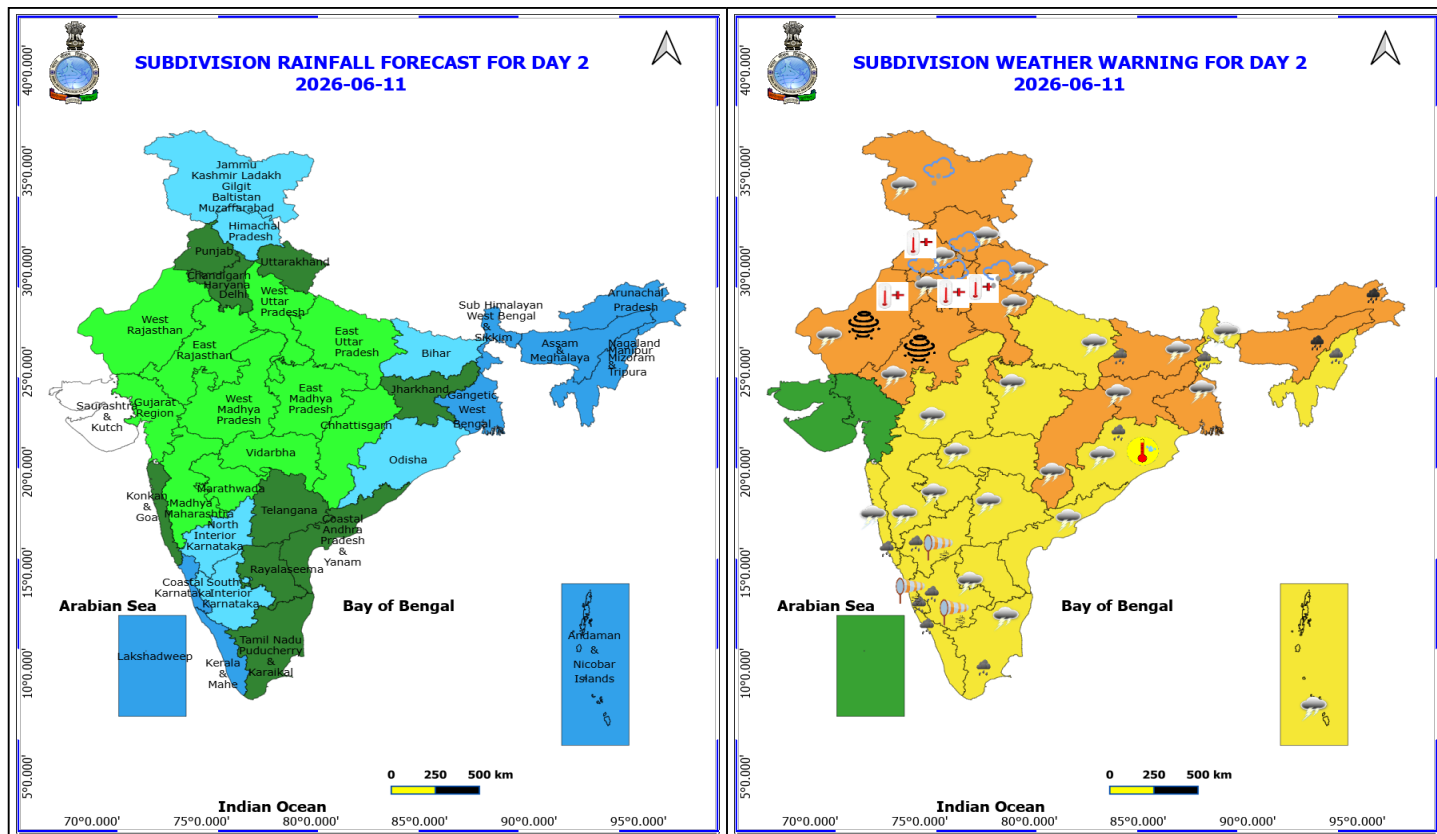 SUBDIVISION RAINFALL FORECAST FOR DAY 2
2026-06-11
40°0.000'
35°0.000'
30°0.000'
25°0.000'
20°0.000'
15°0.000'
10°0.000'
5°0.000'
Jammu
Kashmir Ladakh
Gilgit
Baltistan
Muzaffarabad
Himachal
Pradesh
Punjab
Uttarakhand
Chandigarh
Haryana
Delhi
West
Uttar
Pradesh
Arunachal
Pradesh
Sub Himalayan
West Bengal
&
Sikkim
West
Rajasthan
East
Rajasthan
East
Uttar
Pradesh
Bihar
Assam
&
Meghalaya
Nagaland
Manipur
Mizoram
&
Tripura
Jharkhand
Gangetic
West
Bengal
Saurashtra
&
Kutch
Gujarat
Region
West
Madhya
Pradesh
East
Madhya
Pradesh
Chhattisgarh
Vidarbha
Odisha
Marathwada
Konkan
&
Goa
Madhya
Maharashtra
North
Interior
Karnataka
Telangana
Coastal
Andhra
Pradesh
&
Yanam
Rayalaseema
Coastal
Karnataka
South
Interior
Karnataka
Arabian Sea
Bay of Bengal
Lakshadweep
Kerala
&
Mahe
Tamil Nadu
Puducherry
&
Karaikal
Andaman
&
Nicobar
Islands
0 250 500 km
Indian Ocean
70°0.000' 75°0.000' 80°0.000' 85°0.000' 90°0.000' 95°0.000'
SUBDIVISION WEATHER WARNING FOR DAY 2
2026-06-11
40°0.000'
35°0.000'
30°0.000'
25°0.000'
20°0.000'
15°0.000'
10°0.000'
5°0.000'
Arabian Sea
Bay of Bengal
0 250 500 km
Indian Ocean
70°0.000' 75°0.000' 80°0.000' 85°0.000' 90°0.000' 95°0.000'